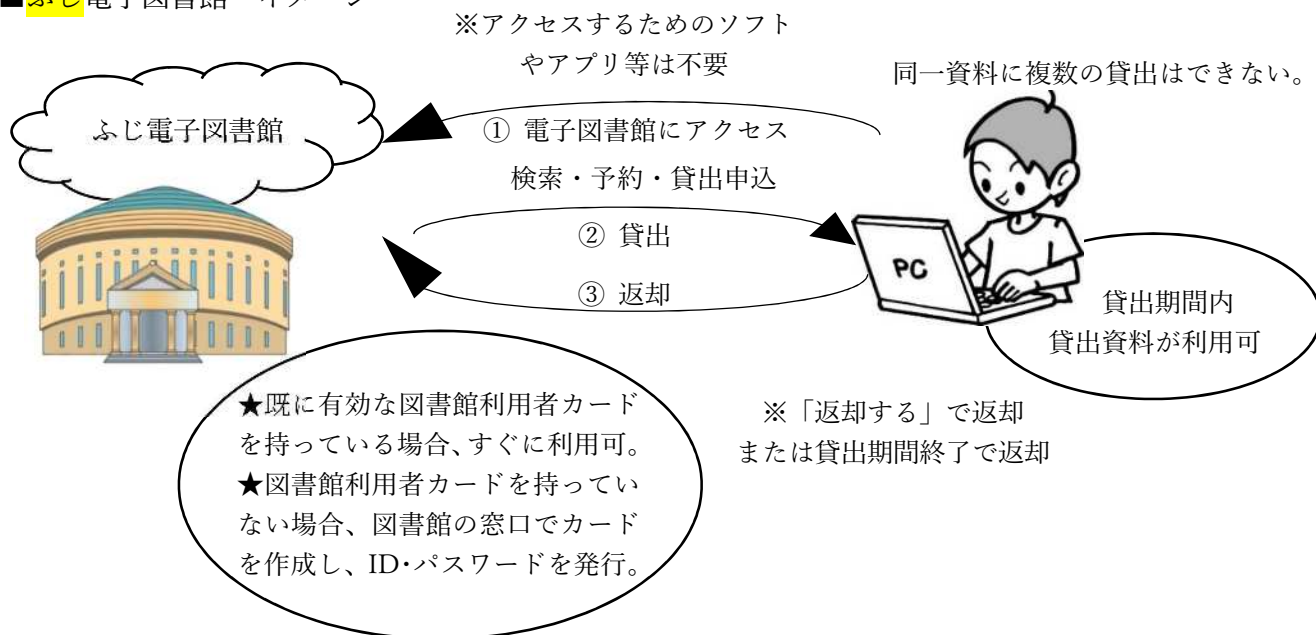 ※アクセスするためのソフト
やアプリ等は不要
同一資料に複数の貸出はできない。
ふじ電子図書館
① 電子図書館にアクセス
検索・予約・貸出申込
② 貸出
③ 返却
PC
貸出期間内
貸出資料が利用可
★既に有効な図書館利用者カード
を持っている場合、すぐに利用可。
★図書館利用者カードを持ってい
ない場合、図書館の窓口でカード
を作成し、ID・パスワードを発行。
※「返却する」で返却
または貸出期間終了で返却